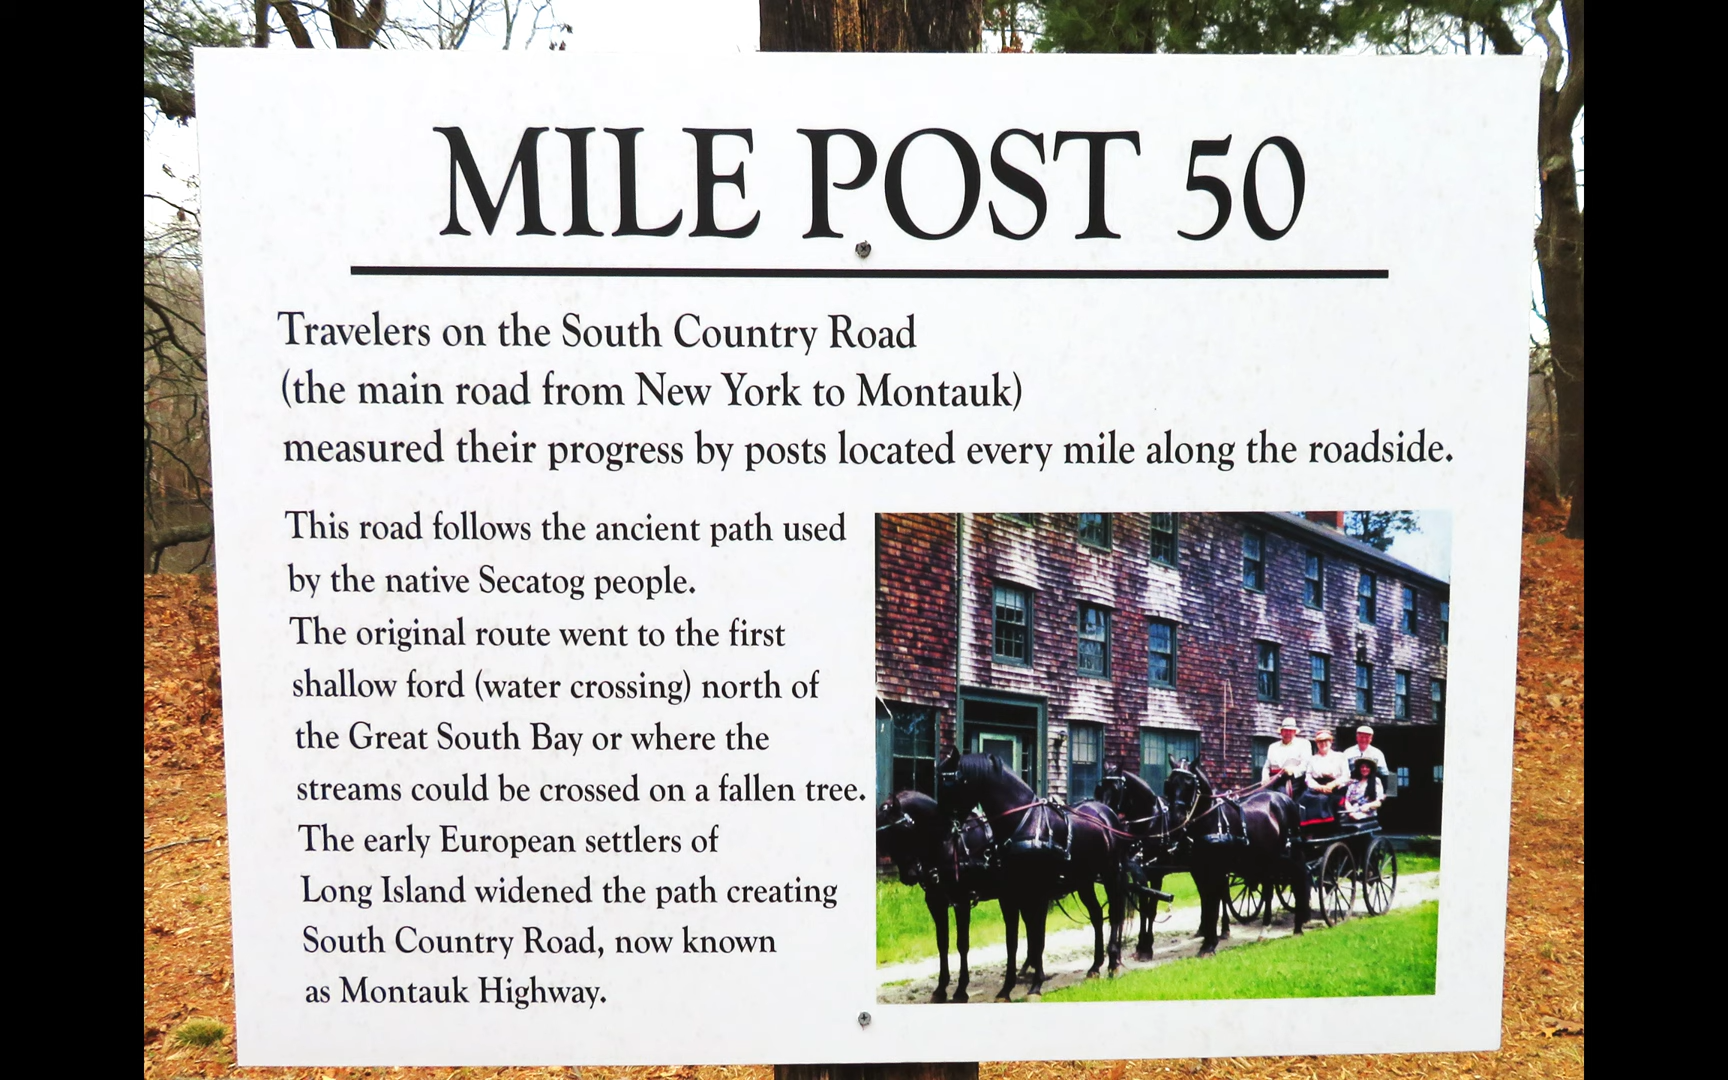 MILE POST 50
Travelers on the South Country Road
(the main road from New York to Montauk)
measured their progress by posts located every mile along the roadside.
This road follows the ancient path used
by the native Secatog people.
The original route went to the first
shallow ford (water crossing) north of
the Great South Bay or where the
streams could be crossed on a fallen tree.
The early European settlers of
Long Island widened the path creating
South Country Road, now known
as Montauk Highway.